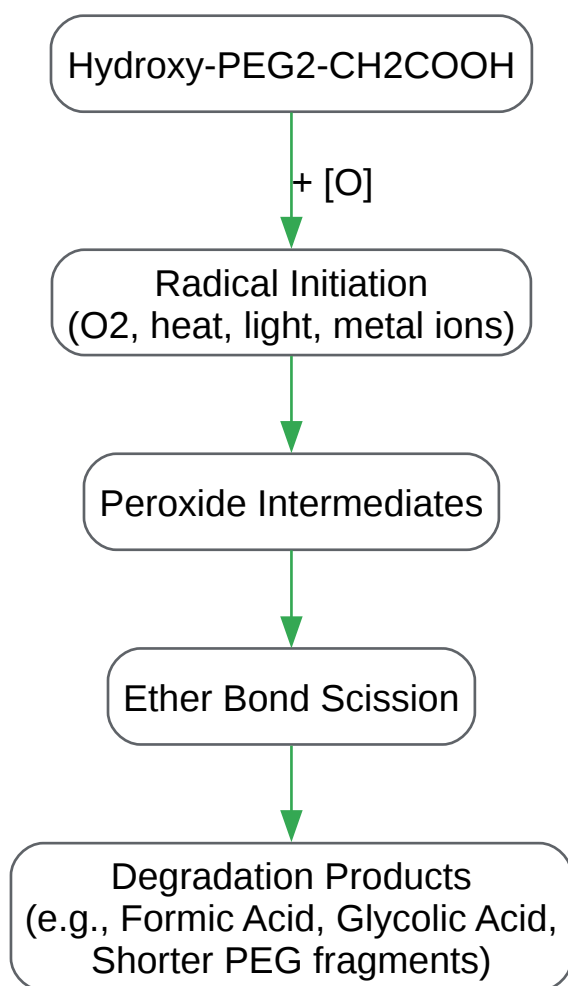 Hydroxy-PEG2-CH2COOH
+ [O]
Radical Initiation
(O2, heat, light, metal ions)
Peroxide Intermediates
Ether Bond Scission
Degradation Products
(e.g., Formic Acid, Glycolic Acid,
Shorter PEG fragments)